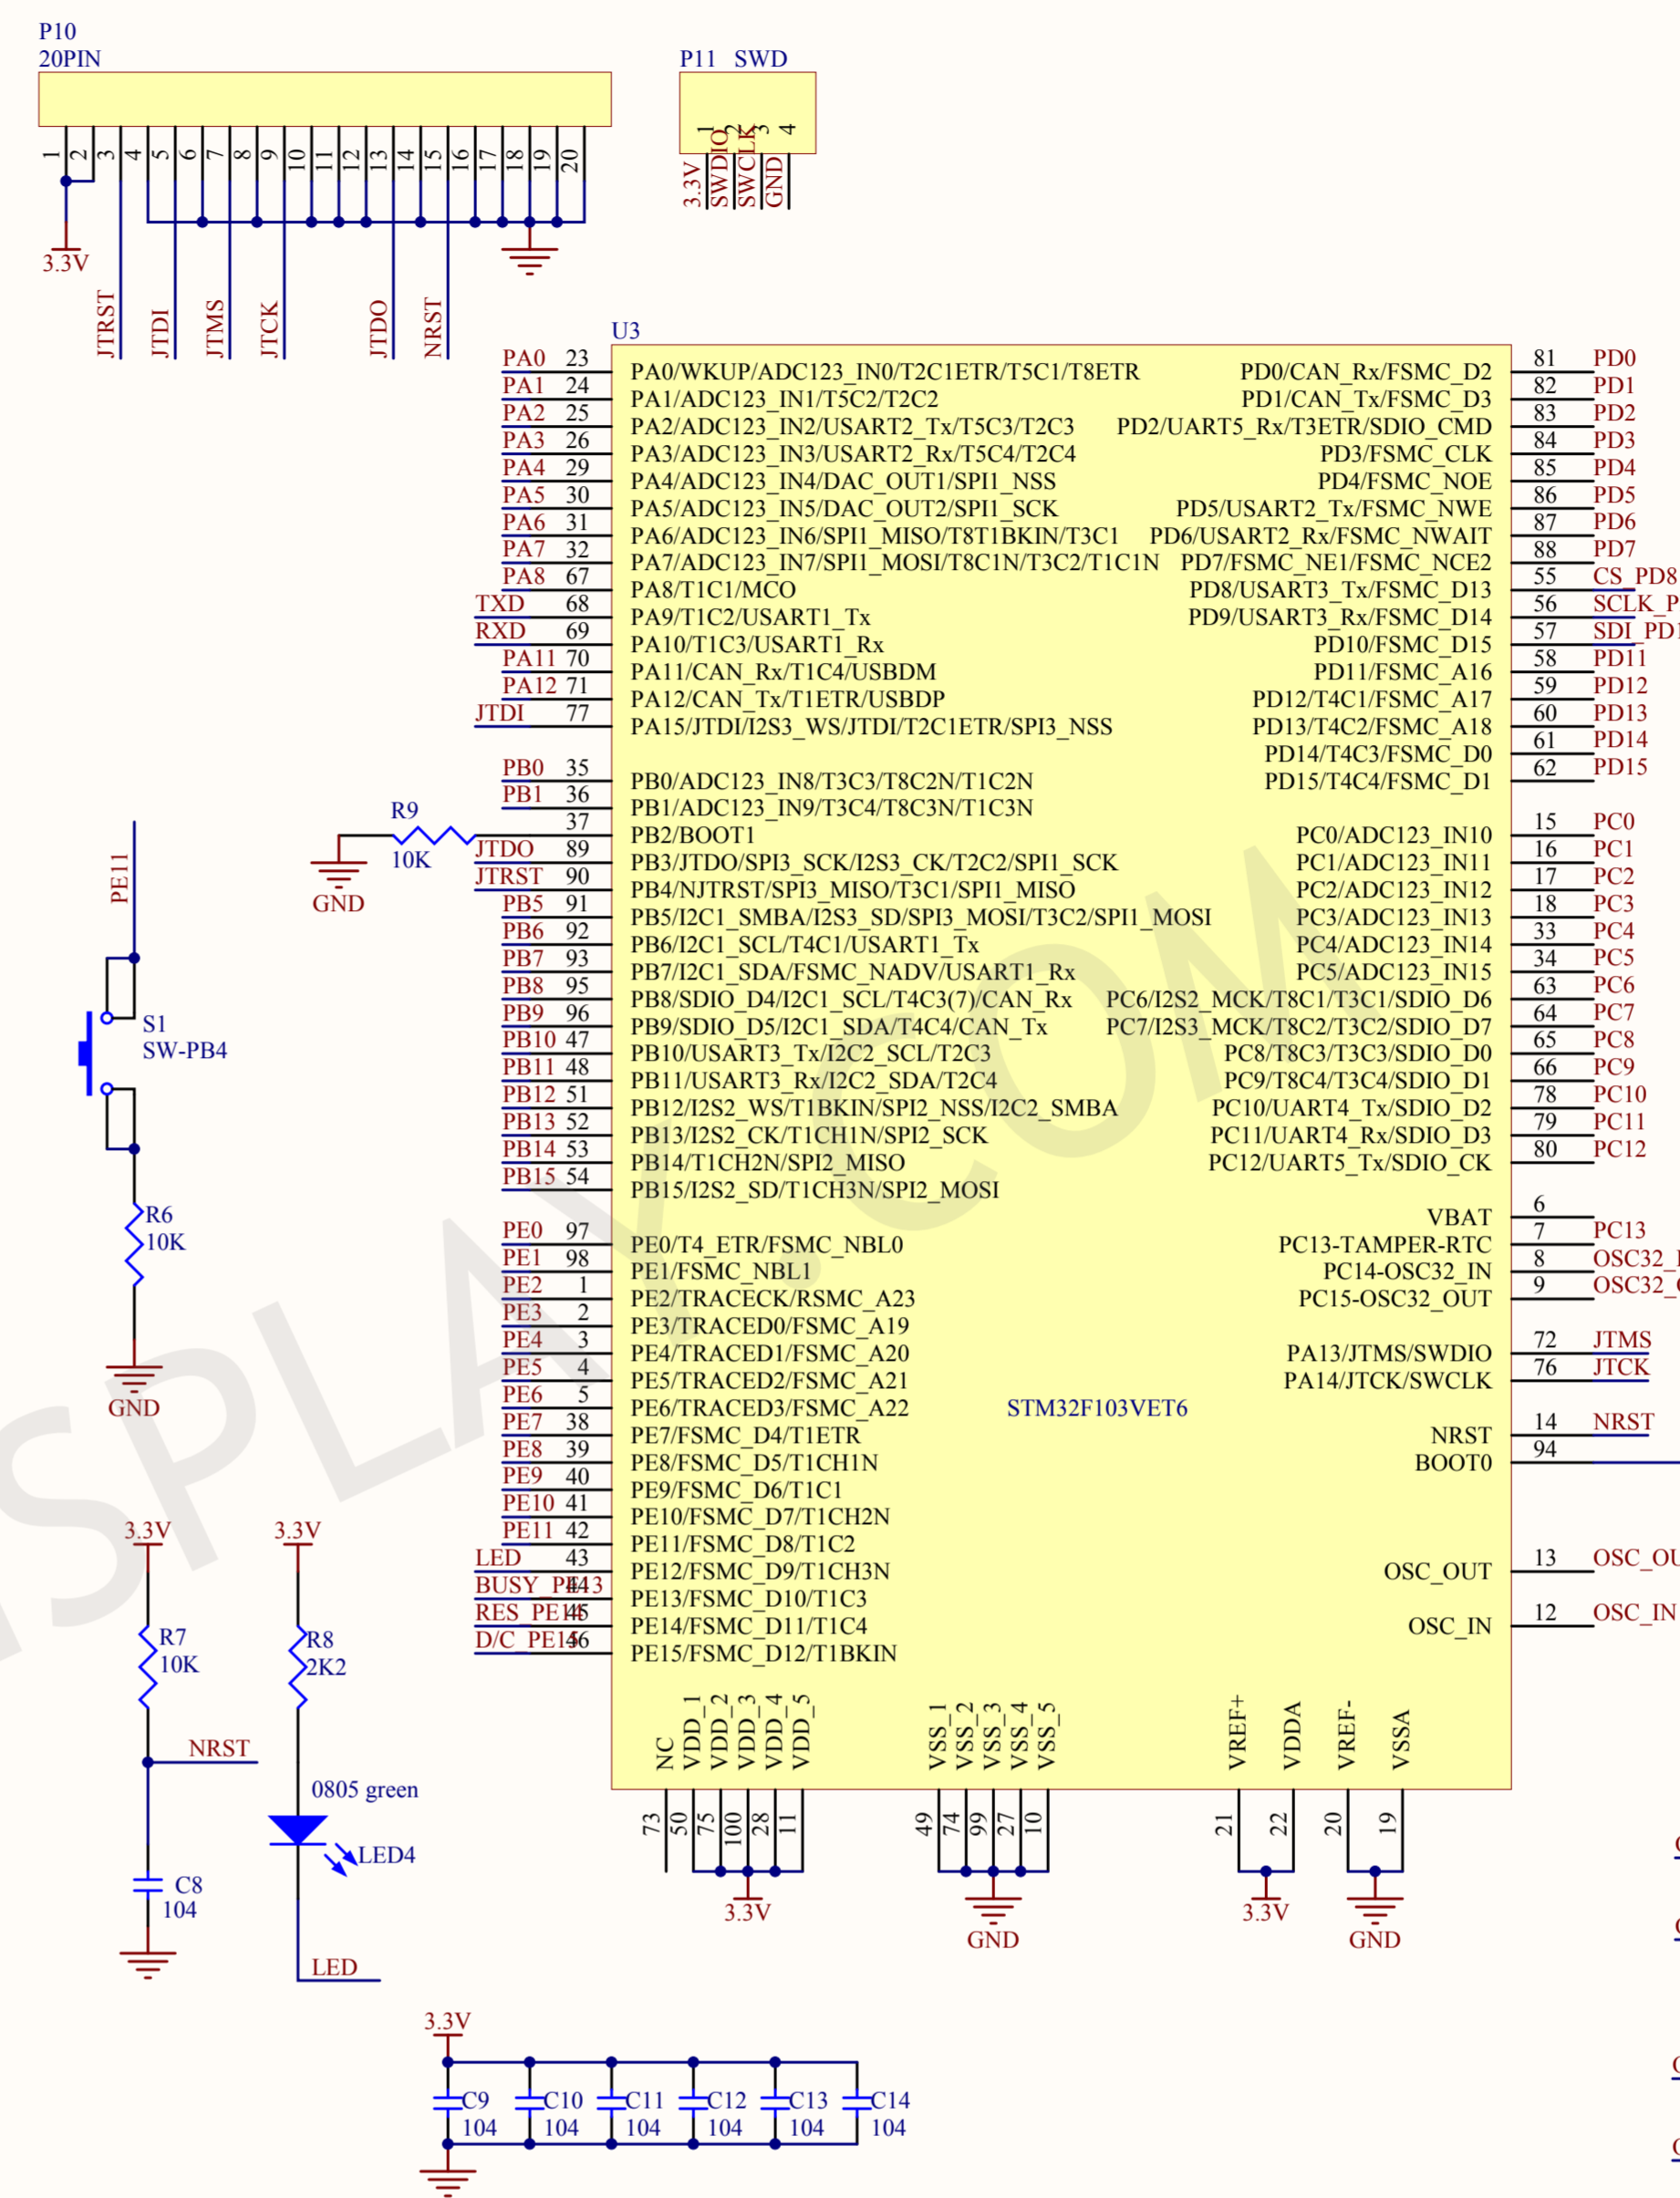 P10
20PIN
1
2
3
4
5
6
7
8
9
10
11
12
13
14
15
16
17
18
19
20
3.3V
JTRST
JTDI
JTMS
JTCK
JTDO
NRST
P11 SWD
1
2
3
4
3.3V
SWDIO
SWCLK
GND
U3
PA0 23 PA0/WKUP/ADC123_IN0/T2C1ETR/T5C1/T8ETR
PA1 24 PA1/ADC123_IN1/T5C2/T2C2
PA2 25 PA2/ADC123_IN2/USART2_Tx/T5C3/T2C3
PA3 26 PA3/ADC123_IN3/USART2_Rx/T5C4/T2C4
PA4 29 PA4/ADC123_IN4/DAC_OUT1/SPI1_NSS
PA5 30 PA5/ADC123_IN5/DAC_OUT2/SPI1_SCK
PA6 31 PA6/ADC123_IN6/SPI1_MISO/T8T1BKIN/T3C1
PA7 32 PA7/ADC123_IN7/SPI1_MOSI/T8C1N/T3C2/T1C1N
PA8 67 PA8/T1C1/MCO
TXD 68 PA9/T1C2/USART1_Tx
RXD 69 PA10/T1C3/USART1_Rx
PA11 70 PA11/CAN_Rx/T1C4/USBDM
PA12 71 PA12/CAN_Tx/T1ETR/USBDP
JTDI 77 PA15/JTDI/I2S3_WS/JTDI/T2C1ETR/SPI3_NSS
PB0 35 PB0/ADC123_IN8/T3C3/T8C2N/T1C2N
PB1 36 PB1/ADC123_IN9/T3C4/T8C3N/T1C3N
37 PB2/BOOT1
JTDO 89 PB3/JTDO/SPI3_SCK/I2S3_CK/T2C2/SPI1_SCK
JTRST 90 PB4/NJTRST/SPI3_MISO/T3C1/SPI1_MISO
PB5 91 PB5/I2C1_SMBA/I2S3_SD/SPI3_MOSI/T3C2/SPI1_MOSI
PB6 92 PB6/I2C1_SCL/T4C1/USART1_Tx
PB7 93 PB7/I2C1_SDA/FSMC_NADV/USART1_Rx
PB8 95 PB8/SDIO_D4/I2C1_SCL/T4C3(7)/CAN_Rx
PB9 96 PB9/SDIO_D5/I2C1_SDA/T4C4/CAN_Tx
PB10 47 PB10/USART3_Tx/I2C2_SCL/T2C3
PB11 48 PB11/USART3_Rx/I2C2_SDA/T2C4
PB12 51 PB12/I2S2_WS/T1BKIN/SPI2_NSS/I2C2_SMBA
PB13 52 PB13/I2S2_CK/T1CH1N/SPI2_SCK
PB14 53 PB14/T1CH2N/SPI2_MISO
PB15 54 PB15/I2S2_SD/T1CH3N/SPI2_MOSI
PE0 97 PE0/T4_ETR/FSMC_NBL0
PE1 98 PE1/FSMC_NBL1
PE2 1 PE2/TRACECK/RSMC_A23
PE3 2 PE3/TRACED0/FSMC_A19
PE4 3 PE4/TRACED1/FSMC_A20
PE5 4 PE5/TRACED2/FSMC_A21
PE6 5 PE6/TRACED3/FSMC_A22
PE7 38 PE7/FSMC_D4/T1ETR
PE8 39 PE8/FSMC_D5/T1CH1N
PE9 40 PE9/FSMC_D6/T1C1
PE10 41 PE10/FSMC_D7/T1CH2N
PE11 42 PE11/FSMC_D8/T1C2
LED 43 PE12/FSMC_D9/T1CH3N
BUSY_PE13 44 PE13/FSMC_D10/T1C3
RES_PE14 45 PE14/FSMC_D11/T1C4
D/C_PE15 46 PE15/FSMC_D12/T1BKIN
PD0/CAN_Rx/FSMC_D2 81 PD0
PD1/CAN_Tx/FSMC_D3 82 PD1
PD2/UART5_Rx/T3ETR/SDIO_CMD 83 PD2
PD3/FSMC_CLK 84 PD3
PD4/FSMC_NOE 85 PD4
PD5/USART2_Tx/FSMC_NWE 86 PD5
PD6/USART2_Rx/FSMC_NWAIT 87 PD6
PD7/FSMC_NE1/FSMC_NCE2 88 PD7
PD8/USART3_Tx/FSMC_D13 55 CS_PD8
PD9/USART3_Rx/FSMC_D14 56 SCLK_P
PD10/FSMC_D15 57 SDI_PD1
PD11/FSMC_A16 58 PD11
PD12/T4C1/FSMC_A17 59 PD12
PD13/T4C2/FSMC_A18 60 PD13
PD14/T4C3/FSMC_D0 61 PD14
PD15/T4C4/FSMC_D1 62 PD15
PC0/ADC123_IN10 15 PC0
PC1/ADC123_IN11 16 PC1
PC2/ADC123_IN12 17 PC2
PC3/ADC123_IN13 18 PC3
PC4/ADC123_IN14 33 PC4
PC5/ADC123_IN15 34 PC5
PC6/I2S2_MCK/T8C1/T3C1/SDIO_D6 63 PC6
PC7/I2S3_MCK/T8C2/T3C2/SDIO_D7 64 PC7
PC8/T8C3/T3C3/SDIO_D0 65 PC8
PC9/T8C4/T3C4/SDIO_D1 66 PC9
PC10/UART4_Tx/SDIO_D2 78 PC10
PC11/UART4_Rx/SDIO_D3 79 PC11
PC12/UART5_Tx/SDIO_CK 80 PC12
VBAT 6
PC13-TAMPER-RTC 7 PC13
PC14-OSC32_IN 8 OSC32_
PC15-OSC32_OUT 9 OSC32_
PA13/JTMS/SWDIO 72 JTMS
PA14/JTCK/SWCLK 76 JTCK
STM32F103VET6
NRST 14 NRST
BOOT0 94
OSC_OUT 13 OSC_OU
OSC_IN 12 OSC_IN
NC 73
VDD_1 50
VDD_2 75
VDD_3 100
VDD_4 28
VDD_5 11
3.3V
VSS_1 49
VSS_2 74
VSS_3 99
VSS_4 27
VSS_5 10
GND
VREF+ 21
VDDA 22
3.3V
VREF- 20
VSSA 19
GND
R9
10K
GND
PE11
S1
SW-PB4
R6
10K
GND
3.3V
R7
10K
NRST
C8
104
3.3V
R8
2K2
0805 green
LED4
LED
3.3V
C9 C10 C11 C12 C13 C14
104 104 104 104 104 104
SPLAY.COM